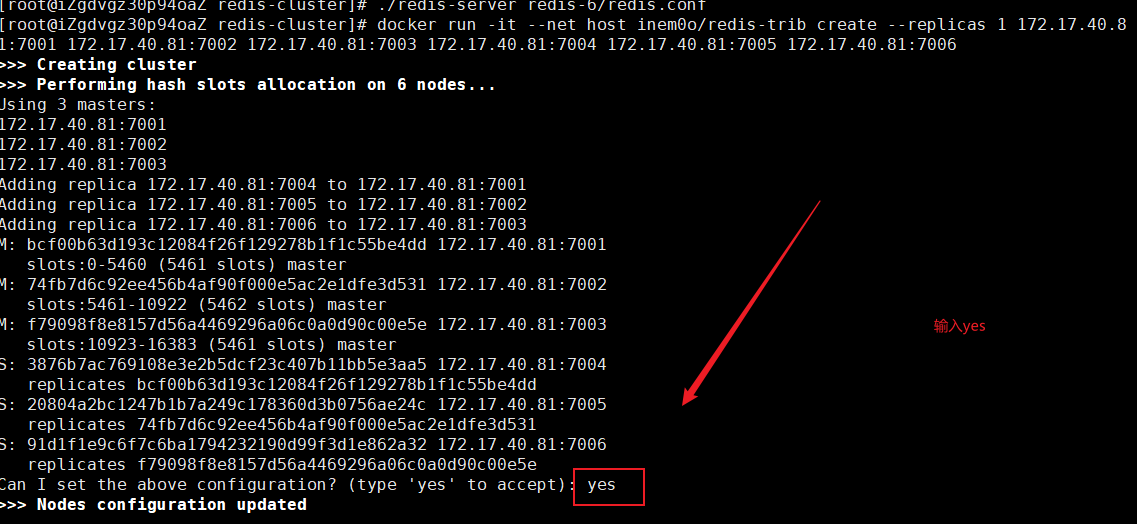 [root@iZgdvgz30p94oaZ redis-cluster]# ./redis-server redis-6/redis.conf
[root@iZgdvgz30p94oaZ redis-cluster]# docker run -it --net host inem0o/redis-trib create --replicas 1 172.17.40.8
1:7001 172.17.40.81:7002 172.17.40.81:7003 172.17.40.81:7004 172.17.40.81:7005 172.17.40.81:7006
>>> Creating cluster
>>> Performing hash slots allocation on 6 nodes...
Using 3 masters:
172.17.40.81:7001
172.17.40.81:7002
172.17.40.81:7003
Adding replica 172.17.40.81:7004 to 172.17.40.81:7001
Adding replica 172.17.40.81:7005 to 172.17.40.81:7002
Adding replica 172.17.40.81:7006 to 172.17.40.81:7003
M: bcf00b63d193c12084f26f129278b1f1c55be4dd 172.17.40.81:7001
slots:0-5460 (5461 slots) master
M: 74fb7d6c92ee456b4af90f000e5ac2e1dfe3d531 172.17.40.81:7002
slots:5461-10922 (5462 slots) master
M: f79098f8e8157d56a4469296a06c0a0d90c00e5e 172.17.40.81:7003
slots:10923-16383 (5461 slots) master
输入yes
S: 3876b7ac769108e3e2b5dcf23c407b11bb5e3aa5 172.17.40.81:7004
replicates bcf00b63d193c12084f26f129278b1f1c55be4dd
S: 20804a2bc1247b1b7a249c178360d3b0756ae24c 172.17.40.81:7005
replicates 74fb7d6c92ee456b4af90f000e5ac2e1dfe3d531
S: 91d1f1e9c6f7c6ba1794232190d99f3d1e862a32 172.17.40.81:7006
replicates f79098f8e8157d56a4469296a06c0a0d90c00e5e
Can I set the above configuration? (type 'yes' to accept): yes
>>> Nodes configuration updated